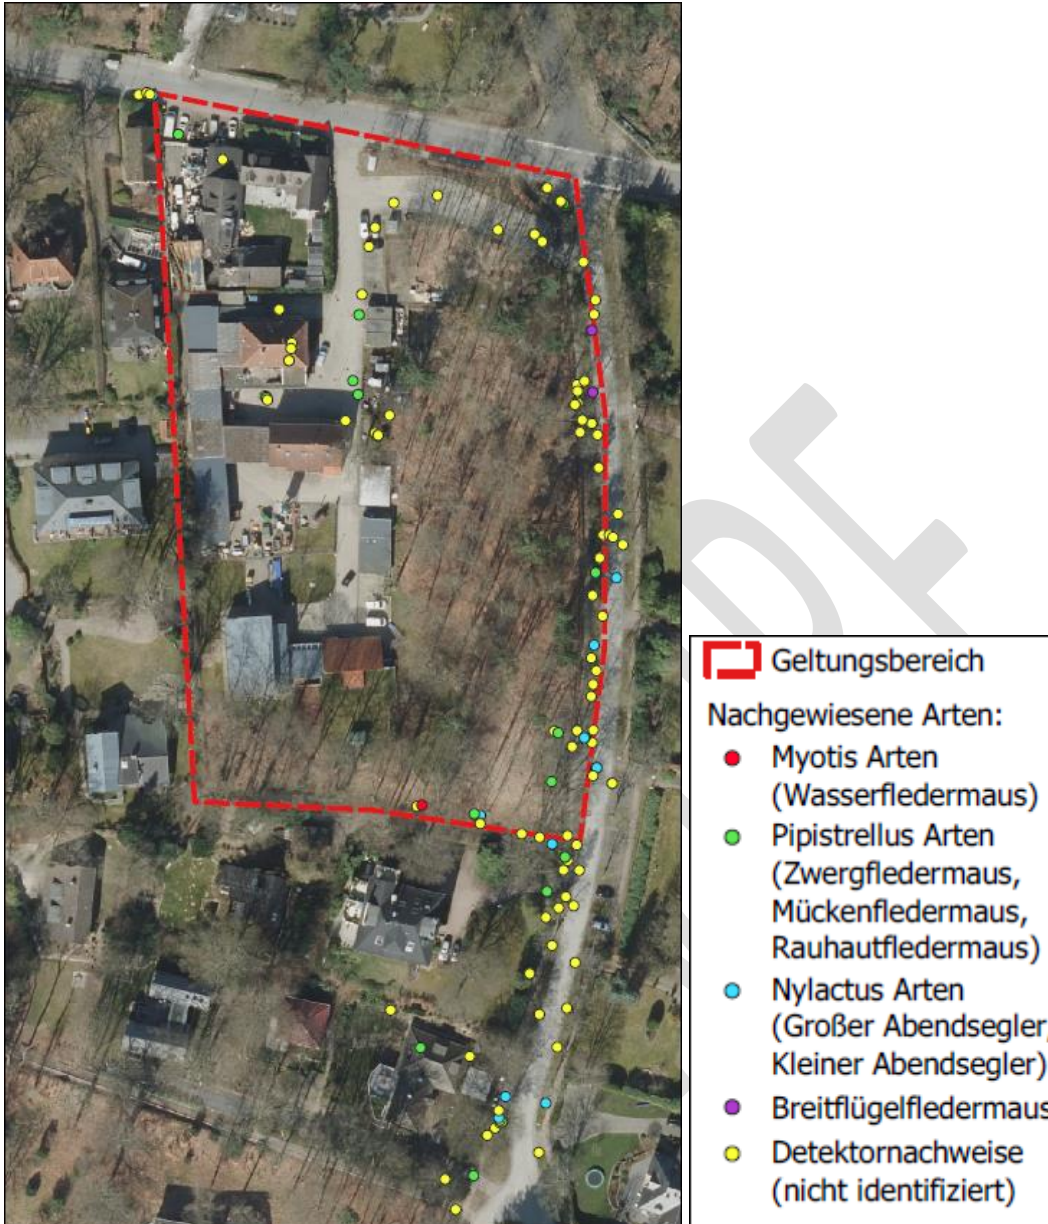 Geltungsbereich
Nachgewiesene Arten:
Myotis Arten
(Wasserfledermaus)
Pipistrellus Arten
(Zwergfledermaus,
Mückenfledermaus,
Rauhautfledermaus)
Nylactus Arten
(Großer Abendsegler,
Kleiner Abendsegler)
Breitflügelfledermaus
Detektornachweise
(nicht identifiziert)